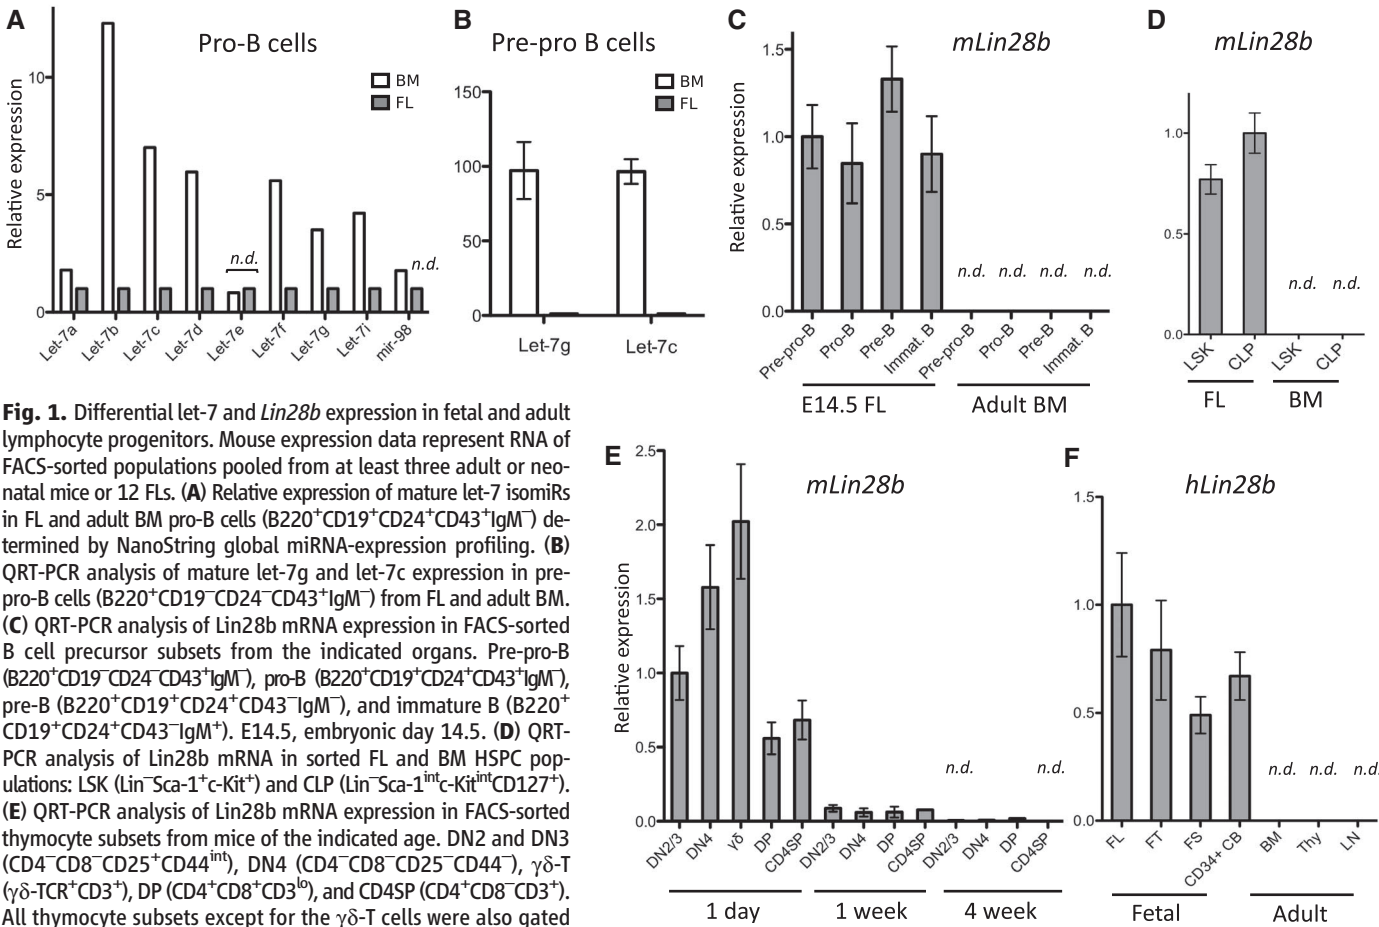 A
Pro-B cells
BM
FL
Relative expression
10
5
0
n.d.
n.d.
Let-7a
Let-7b
Let-7c
Let-7d
Let-7e
Let-7f
Let-7g
Let-7i
mir-98
B
Pre-pro B cells
BM
FL
150
100
50
0
Let-7g
Let-7c
C
mLin28b
Relative expression
1.5
1.0
0.5
0.0
n.d. n.d. n.d. n.d.
Pre-pro-B
Pro-B
Pre-B
Immat. B
Pre-pro-B
Pro-B
Pre-B
Immat. B
E14.5 FL
Adult BM
D
mLin28b
1.0
0.5
0.0
n.d. n.d.
LSK
CLP
LSK
CLP
FL
BM
Fig. 1. Differential let-7 and Lin28b expression in fetal and adult
lymphocyte progenitors. Mouse expression data represent RNA of
FACS-sorted populations pooled from at least three adult or neo-
natal mice or 12 FLs. (A) Relative expression of mature let-7 isomiRs
in FL and adult BM pro-B cells (B220⁺CD19⁺CD24⁺CD43⁺IgM⁻) de-
termined by NanoString global miRNA-expression profiling. (B)
QRT-PCR analysis of mature let-7g and let-7c expression in pre-
pro-B cells (B220⁺CD19⁻CD24⁻CD43⁺IgM⁻) from FL and adult BM.
(C) QRT-PCR analysis of Lin28b mRNA expression in FACS-sorted
B cell precursor subsets from the indicated organs. Pre-pro-B
(B220⁺CD19⁻CD24⁻CD43⁺IgM⁻), pro-B (B220⁺CD19⁺CD24⁺CD43⁺IgM⁻),
pre-B (B220⁺CD19⁺CD24⁺CD43⁻IgM⁻), and immature B (B220⁺
CD19⁺CD24⁺CD43⁻IgM⁺). E14.5, embryonic day 14.5. (D) QRT-
PCR analysis of Lin28b mRNA in sorted FL and BM HSPC pop-
ulations: LSK (Lin⁻Sca-1⁺c-Kit⁺) and CLP (Lin⁻Sca-1ⁱⁿᵗc-KitⁱⁿᵗCD127⁺).
(E) QRT-PCR analysis of Lin28b mRNA expression in FACS-sorted
thymocyte subsets from mice of the indicated age. DN2 and DN3
(CD4⁻CD8⁻CD25⁺CD44ⁱⁿᵗ), DN4 (CD4⁻CD8⁻CD25⁻CD44⁻), γδ-T
(γδ-TCR⁺CD3⁺), DP (CD4⁺CD8⁺CD3ˡᵒ), and CD4SP (CD4⁺CD8⁻CD3⁺).
All thymocyte subsets except for the γδ-T cells were also gated
E
mLin28b
Relative expression
2.5
2.0
1.5
1.0
0.5
0.0
n.d.
n.d.
DN2/3
DN4
γδ
DP
CD4SP
DN2/3
DN4
DP
CD4SP
DN2/3
DN4
DP
CD4SP
1 day
1 week
4 week
F
hLin28b
1.5
1.0
0.5
0.0
n.d. n.d. n.d.
FL
FT
FS
CD34+ CB
BM
Thy
LN
Fetal
Adult